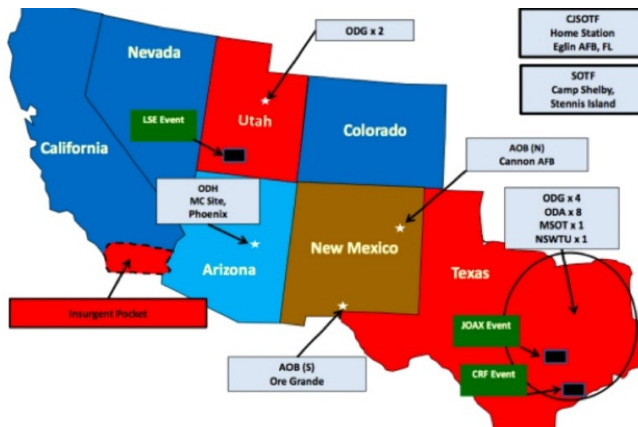 ODG x 2
CJSOTF
Home Station
Eglin AFB, FL
Nevada
SOTF
Camp Shelby,
Stennis Island
LSE Event
Utah
California
Colorado
AOB (N)
Cannon AFB
ODH
MC Site,
Phoenix
ODG x 4
ODA x 8
MSOT x 1
NSWTU x 1
New Mexico
Arizona
Texas
Insurgent Pocket
JOAX Event
AOB (S)
Ore Grande
CRF Event